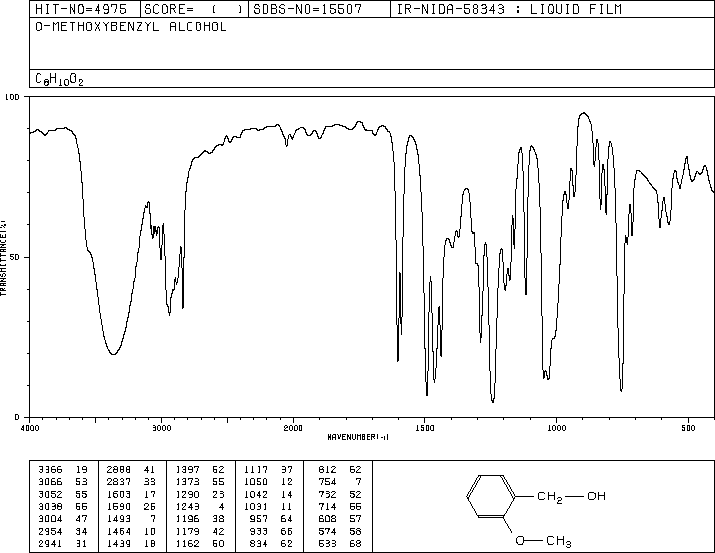 HIT-NO=4975 SCORE= ( ) SDBS-NO=15507 IR-NIDA-58343 : LIQUID FILM
O-METHOXYBENZYL ALCOHOL
C8H10O2
100
50
0
TRANSMITTANCE(%)
4000 3000 2000 1500 1000 500
WAVENUMBER(-1)
3366 19 2888 41 1397 52 1117 37 812 62
3066 53 2837 33 1373 55 1050 12 754 7
3052 55 1603 17 1290 23 1042 14 732 52
3038 55 1590 26 1243 4 1031 11 714 55
3004 47 1493 7 1196 38 957 64 608 57
2954 34 1464 10 1179 42 933 66 574 58
2941 31 1439 18 1162 50 834 62 533 68
CH2 OH
O CH3